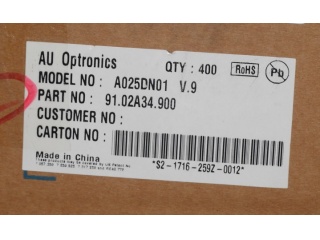 AU Optronics QTY : 400 RoHS Pb
MODEL NO : A025DN01 V.9
PART NO : 91.02A34.900
CUSTOMER NO :
CARTON NO :
*S2-1716-259Z-0012*
Made in China